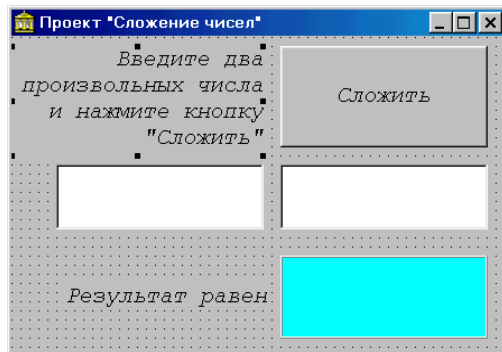 Проект "Сложение чисел"
Введите два
произвольных числа
и нажмите кнопку
"Сложить"
Сложить
Результат равен